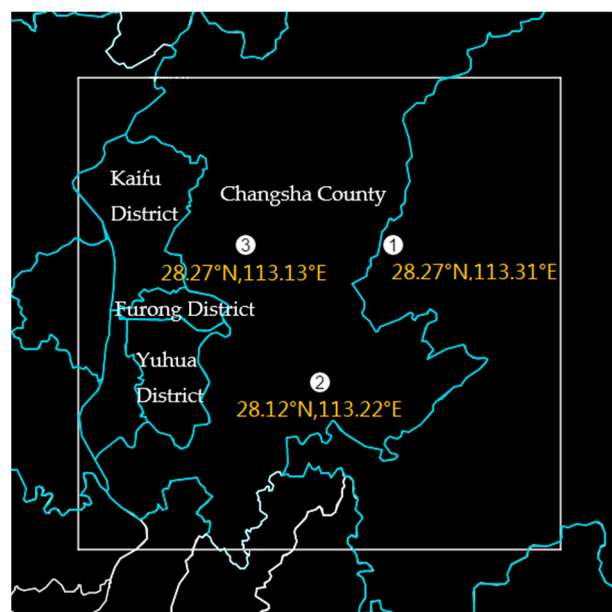 Kaifu
District
Changsha County
3
28.27°N,113.13°E
1
28.27°N,113.31°E
Furong District
Yuhua
District
2
28.12°N,113.22°E